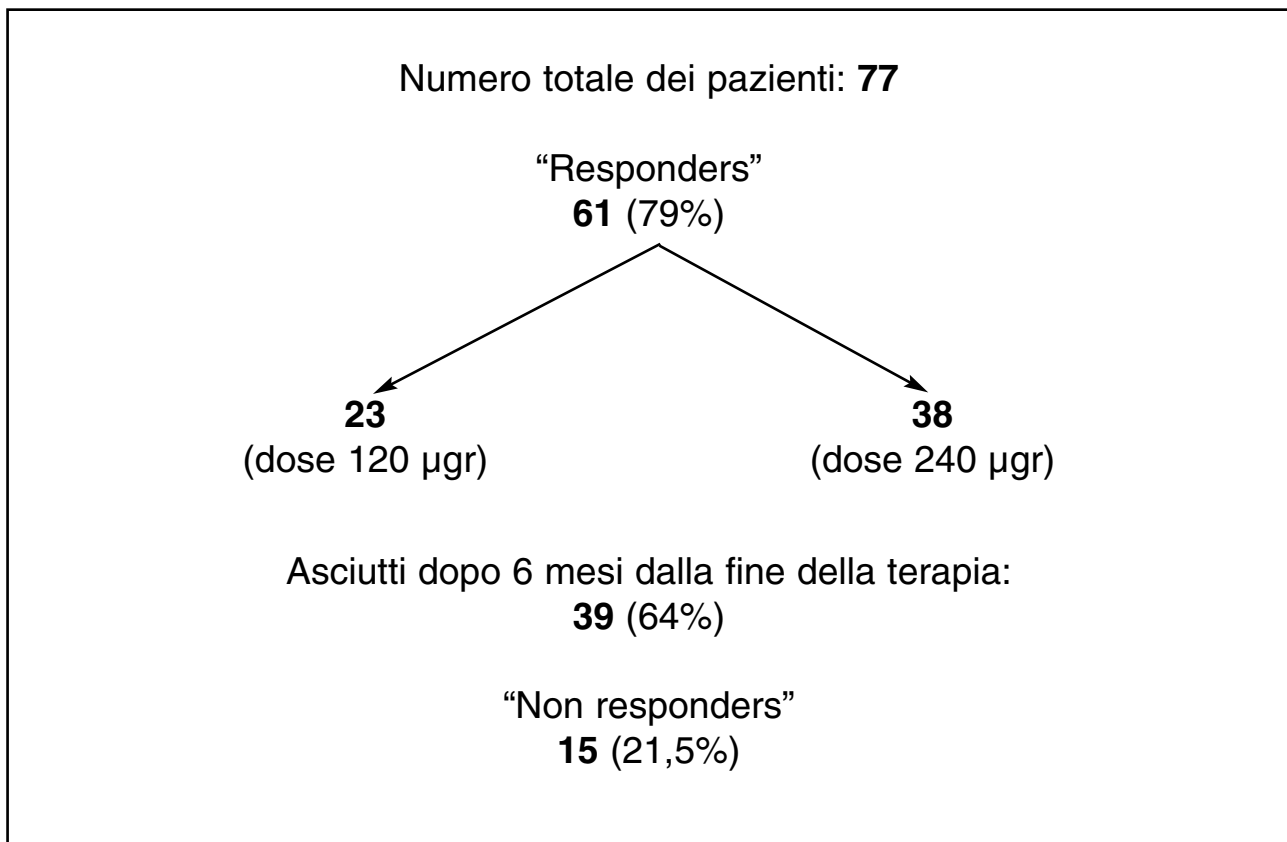 Numero totale dei pazienti: 77
“Responders”
61 (79%)
23
(dose 120 µgr)
38
(dose 240 µgr)
Asciutti dopo 6 mesi dalla fine della terapia:
39 (64%)
“Non responders”
15 (21,5%)